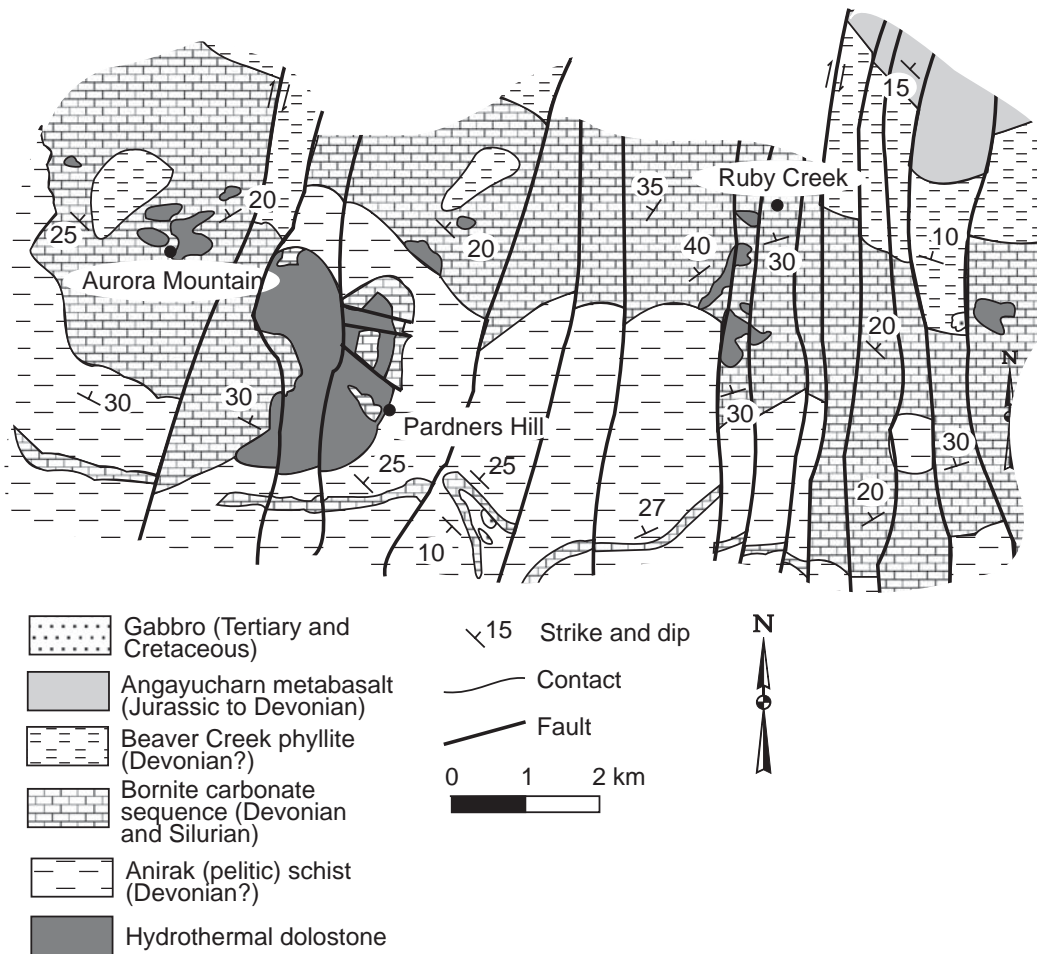 15
Ruby Creek
20
35
25
20
40
30
10
Aurora Mountain
20
30
30
Pardners Hill
30
30
N
25
25
20
27
10
Gabbro (Tertiary and
Cretaceous)
Angayucharn metabasalt
(Jurassic to Devonian)
Beaver Creek phyllite
(Devonian?)
Bornite carbonate
sequence (Devonian
and Silurian)
Anirak (pelitic) schist
(Devonian?)
Hydrothermal dolostone
15 Strike and dip
Contact
Fault
0 1 2 km
N